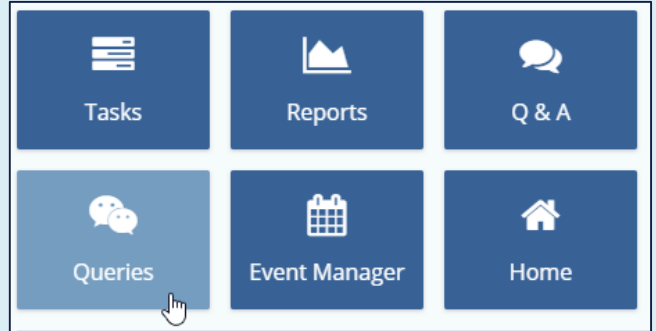 Tasks
Reports
Q & A
Queries
Event Manager
Home